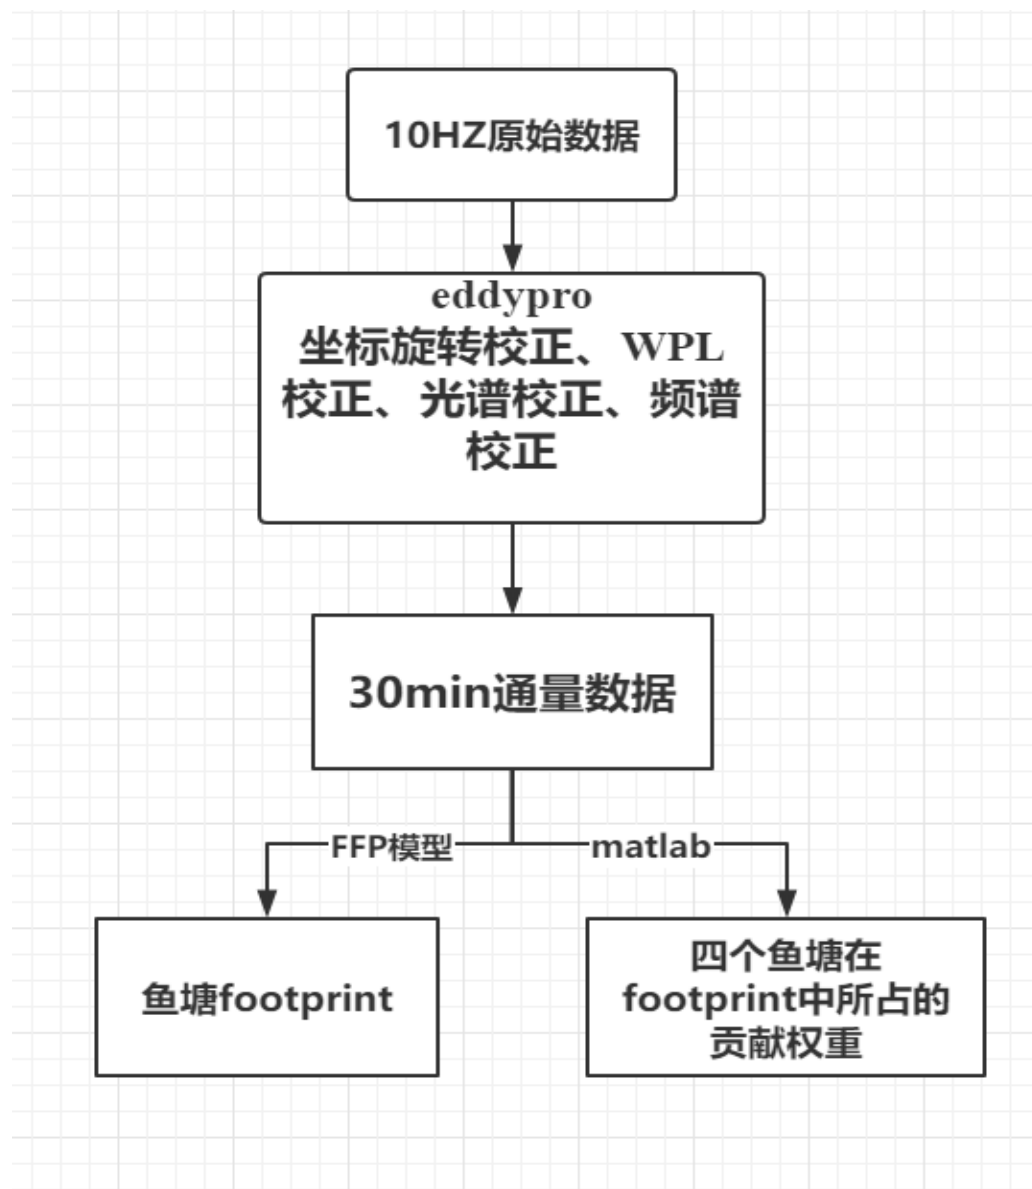 10HZ原始数据
eddypro
坐标旋转校正、WPL
校正、光谱校正、频谱
校正
30min通量数据
FFP模型
matlab
鱼塘footprint
四个鱼塘在
footprint中所占的
贡献权重